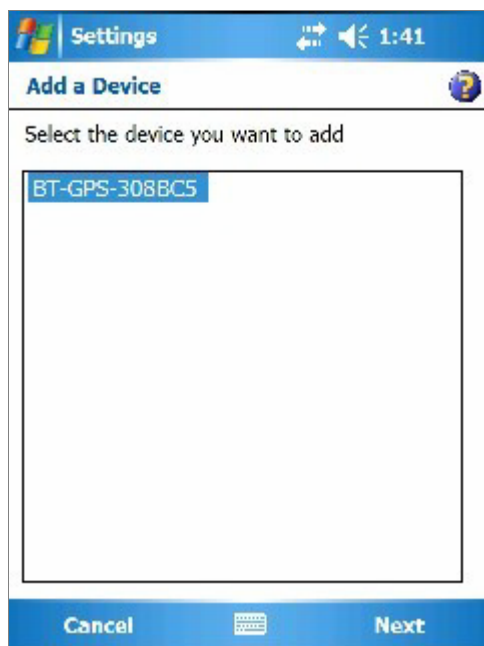 Settings 1:41
Add a Device
Select the device you want to add
BT-GPS-308BC5
Cancel Next